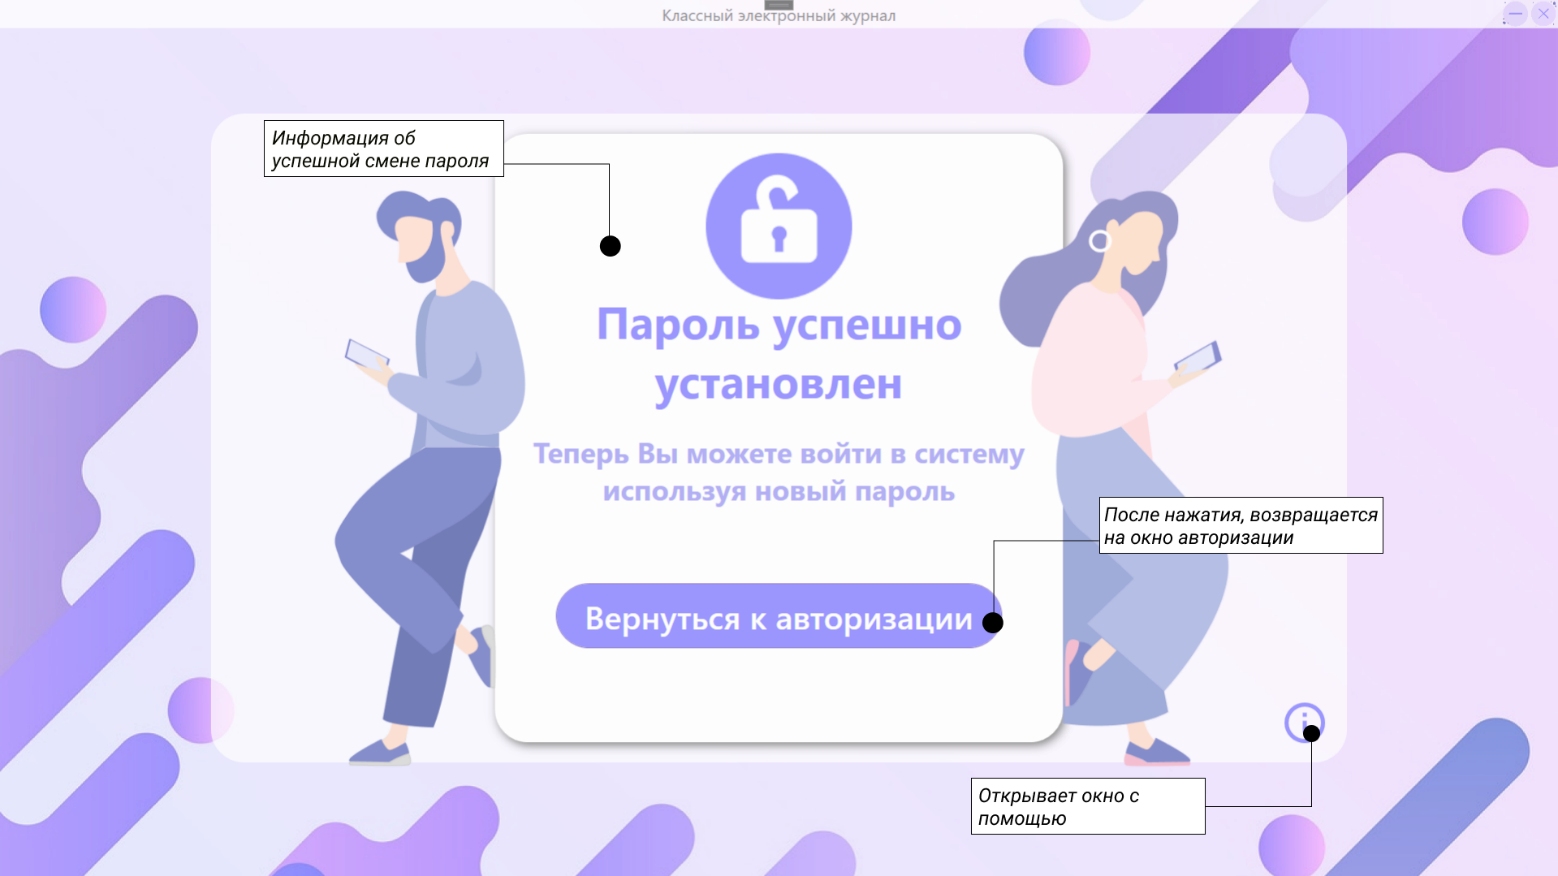 Классный электронный журнал
Информация об
успешной смене пароля
Пароль успешно
установлен
Теперь Вы можете войти в систему
используя новый пароль
После нажатия, возвращается
на окно авторизации
Вернуться к авторизации
Открывает окно с
помощью